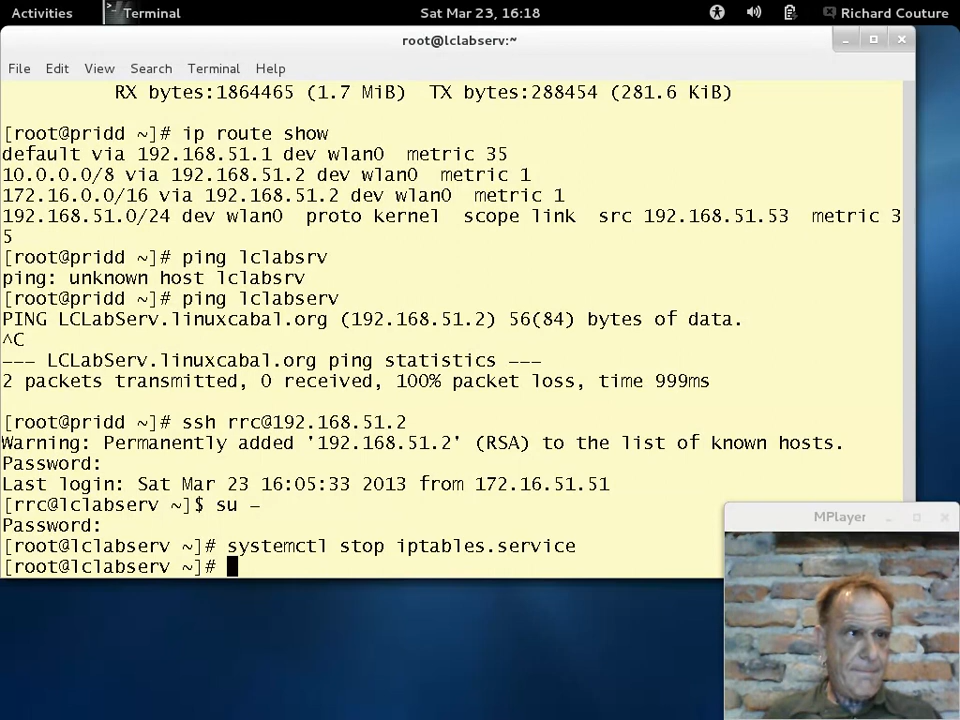 Activities Terminal Sat Mar 23, 16:18 Richard Couture
root@lclabserv:~
File Edit View Search Terminal Help
RX bytes:1864465 (1.7 MiB)  TX bytes:288454 (281.6 KiB)
[root@pridd ~]# ip route show
default via 192.168.51.1 dev wlan0  metric 35
10.0.0.0/8 via 192.168.51.2 dev wlan0  metric 1
172.16.0.0/16 via 192.168.51.2 dev wlan0  metric 1
192.168.51.0/24 dev wlan0  proto kernel  scope link  src 192.168.51.53  metric 3
5
[root@pridd ~]# ping lclabsrv
ping: unknown host lclabsrv
[root@pridd ~]# ping lclabserv
PING LCLabServ.linuxcabal.org (192.168.51.2) 56(84) bytes of data.
^C
--- LCLabServ.linuxcabal.org ping statistics ---
2 packets transmitted, 0 received, 100% packet loss, time 999ms
[root@pridd ~]# ssh rrc@192.168.51.2
Warning: Permanently added '192.168.51.2' (RSA) to the list of known hosts.
Password:
Last login: Sat Mar 23 16:05:33 2013 from 172.16.51.51
[rrc@lclabserv ~]$ su -
Password:
[root@lclabserv ~]# systemctl stop iptables.service
[root@lclabserv ~]#
MPlayer